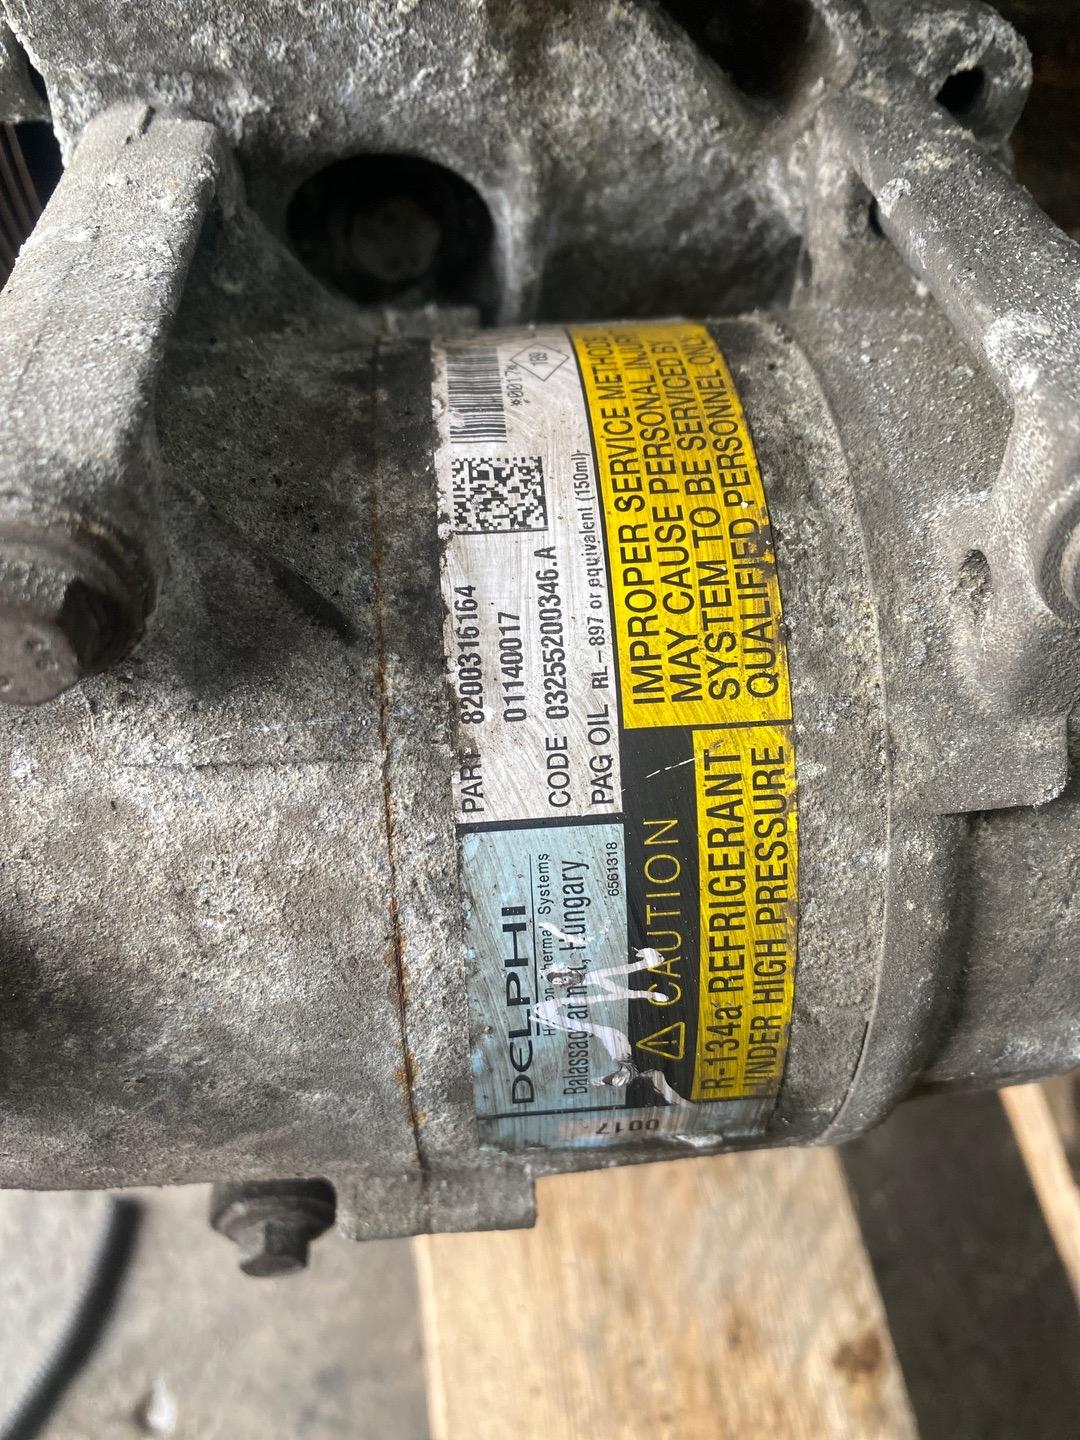 *0017*
PART 8200316164
01140017
CODE 03255200346.A
PAG OIL RL-897 or equivalent (150ml)
IMPROPER SERVICE METHODS
MAY CAUSE PERSONAL INJURY
SYSTEM TO BE SERVICED BY
QUALIFIED PERSONNEL ONLY
DELPHI
Thermal Systems
Hungary
6561318
CAUTION
R-134a REFRIGERANT
UNDER HIGH PRESSURE
0017